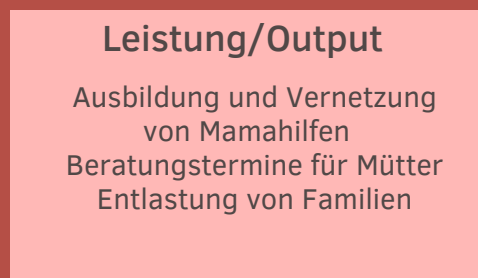 Leistung/Output
Ausbildung und Vernetzung
von Mamahilfen
Beratungstermine für Mütter
Entlastung von Familien